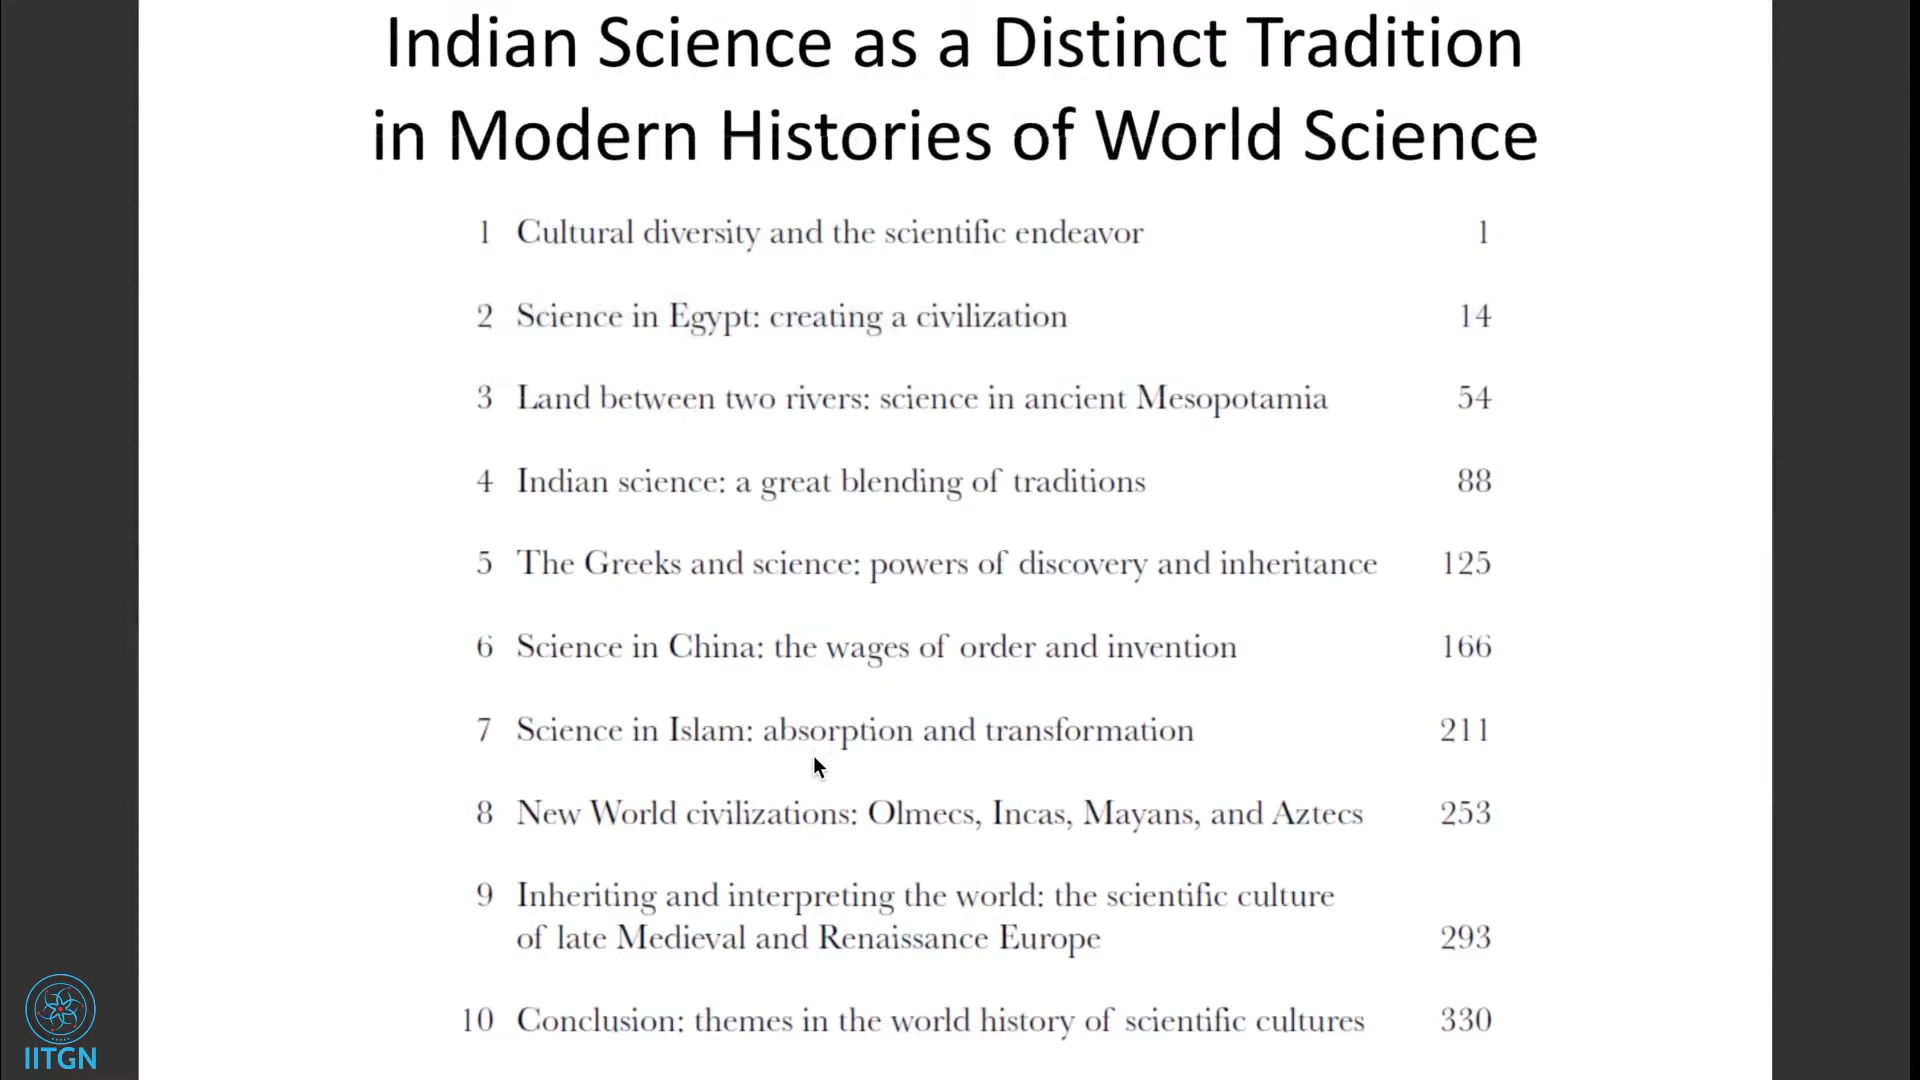 Indian Science as a Distinct Tradition
in Modern Histories of World Science
1 Cultural diversity and the scientific endeavor 1
2 Science in Egypt: creating a civilization 14
3 Land between two rivers: science in ancient Mesopotamia 54
4 Indian science: a great blending of traditions 88
5 The Greeks and science: powers of discovery and inheritance 125
6 Science in China: the wages of order and invention 166
7 Science in Islam: absorption and transformation 211
8 New World civilizations: Olmecs, Incas, Mayans, and Aztecs 253
9 Inheriting and interpreting the world: the scientific culture
of late Medieval and Renaissance Europe 293
10 Conclusion: themes in the world history of scientific cultures 330
IITGN